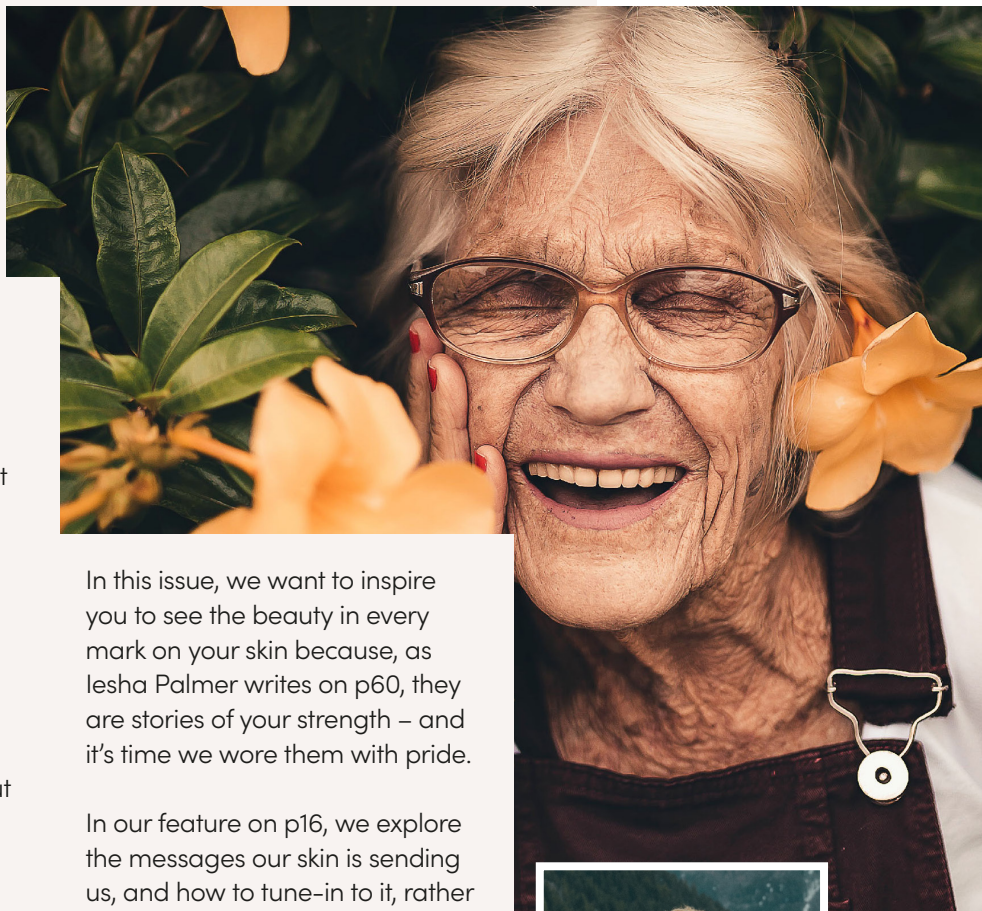 In this issue, we want to inspire
you to see the beauty in every
mark on your skin because, as
Iesha Palmer writes on p60, they
are stories of your strength – and
it's time we wore them with pride.
In our feature on p16, we explore
the messages our skin is sending
us, and how to tune-in to it, rather